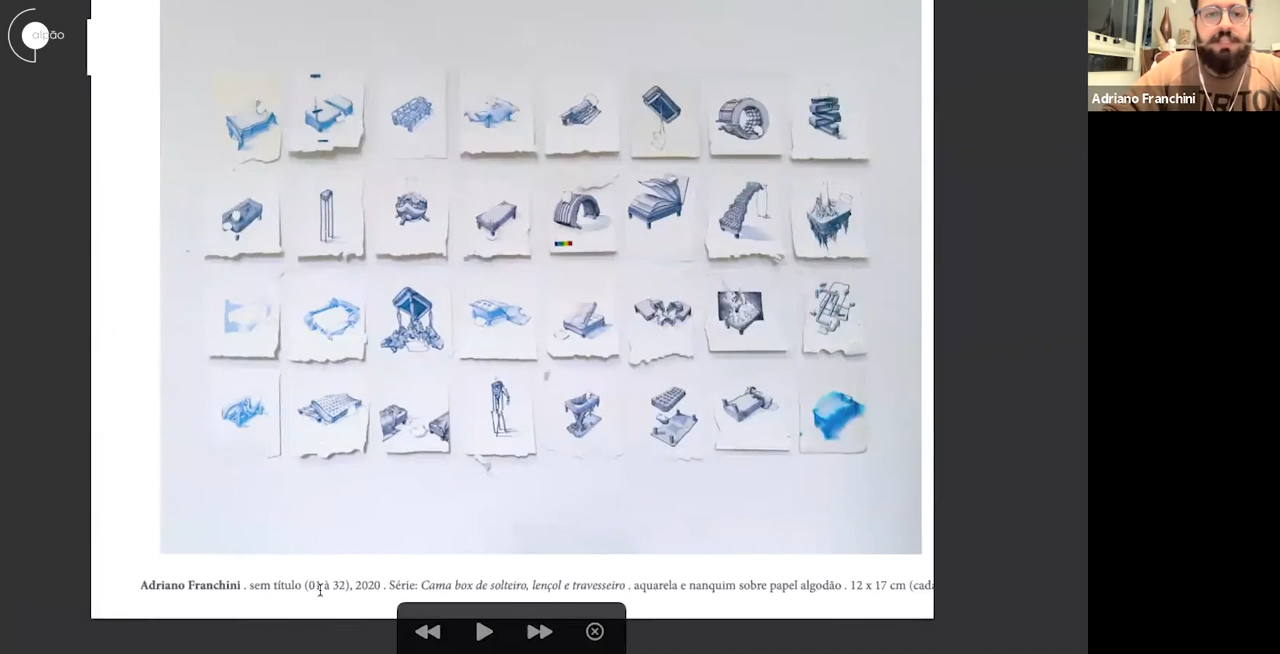 alpão
Adriano Franchini
Adriano Franchini . sem título (01 à 32), 2020 . Série: Cama box de solteiro, lençol e travesseiro . aquarela e nanquim sobre papel algodão . 12 x 17 cm (cada